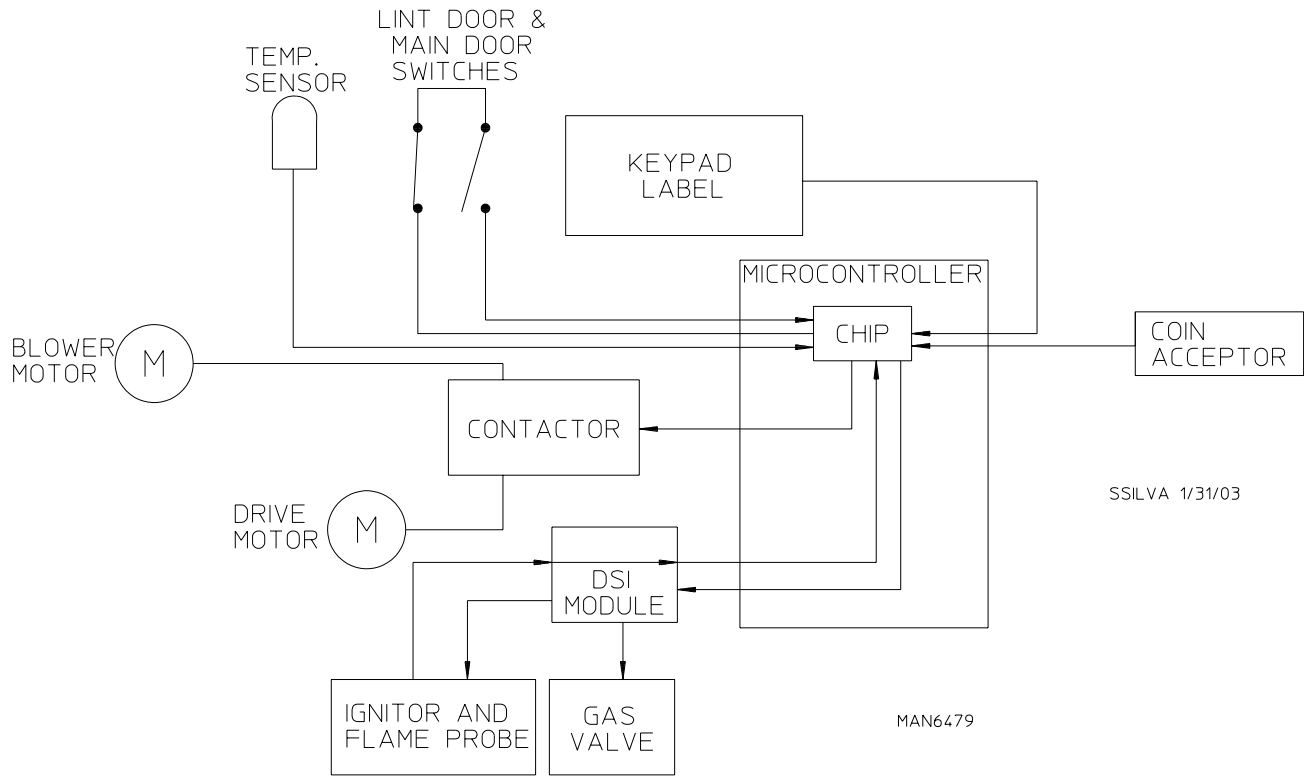 LINT DOOR &
MAIN DOOR
SWITCHES
TEMP.
SENSOR
KEYPAD
LABEL
MICROCONTROLLER
CHIP
COIN
ACCEPTOR
BLOWER
MOTOR
M
CONTACTOR
SSILVA 1/31/03
DRIVE
MOTOR
M
DSI
MODULE
IGNITOR AND
FLAME PROBE
GAS
VALVE
MAN6479